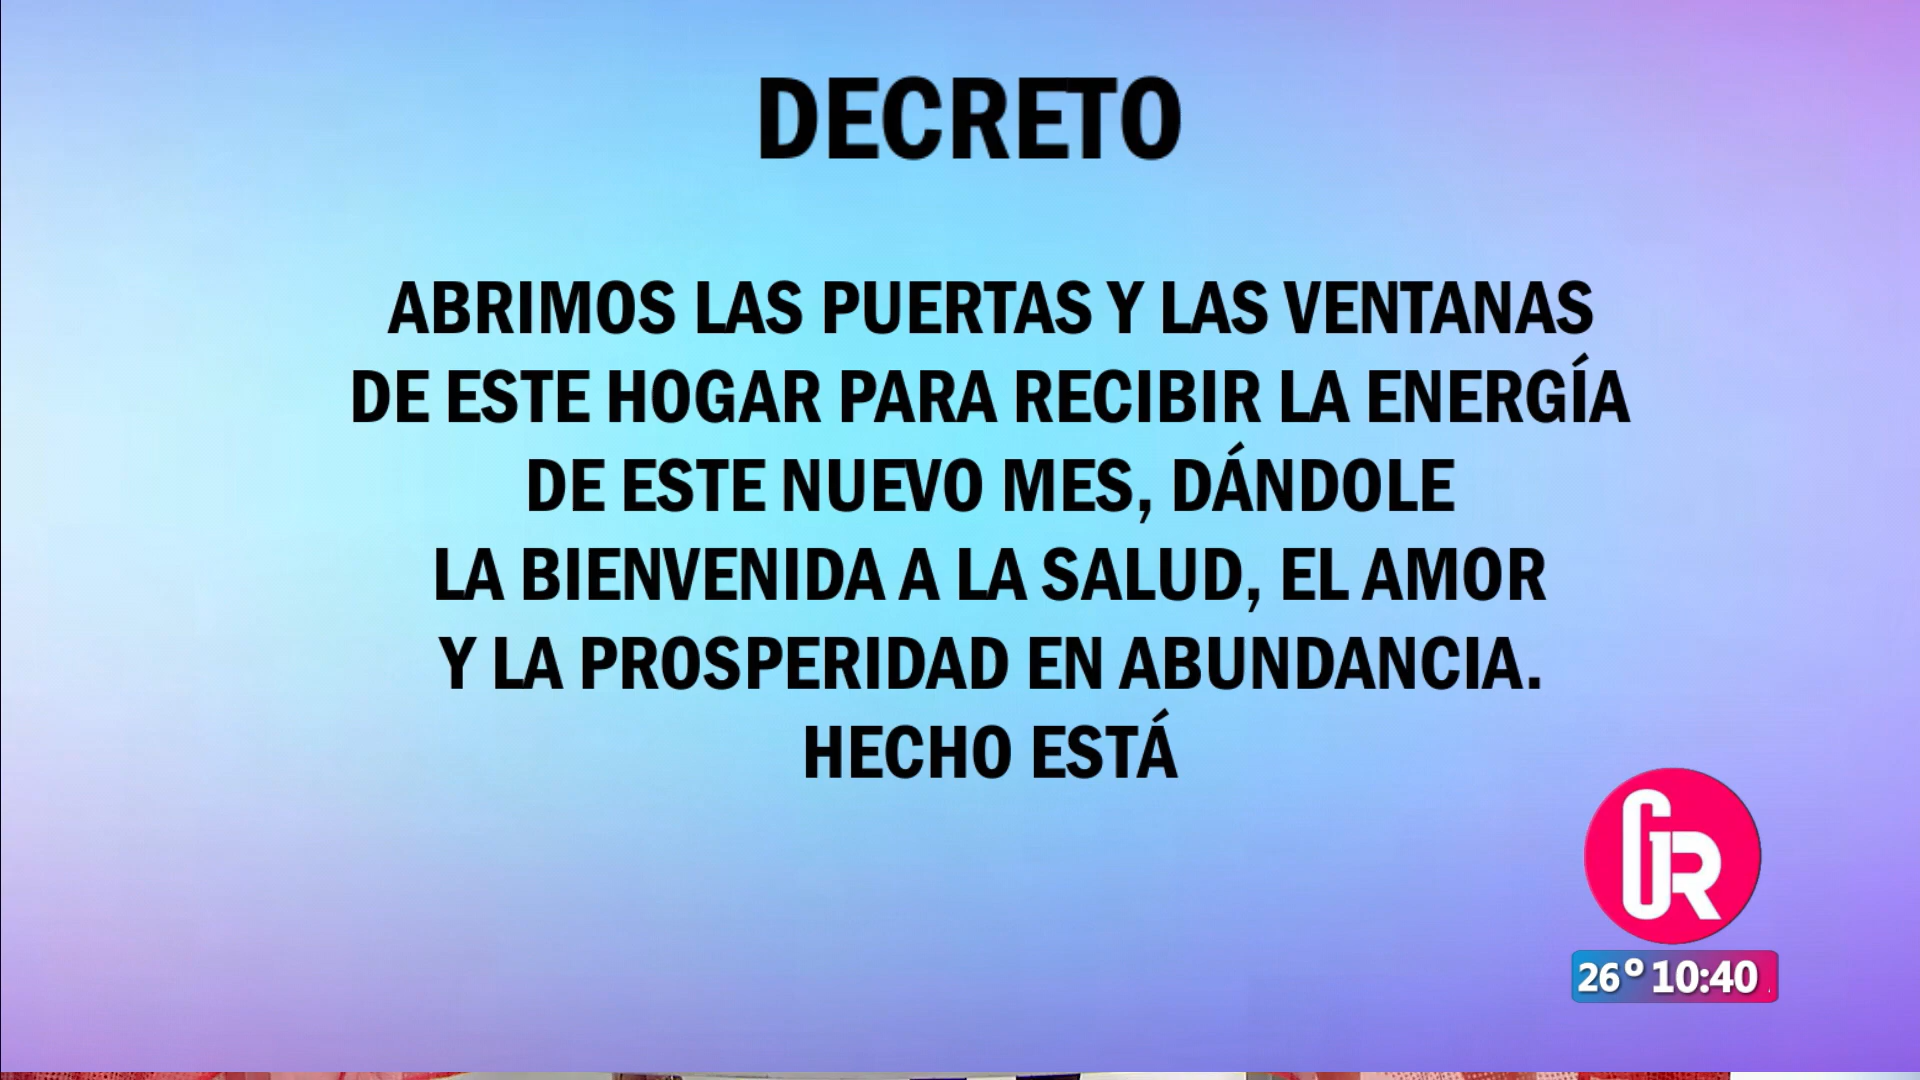 DECRETO
ABRIMOS LAS PUERTAS Y LAS VENTANAS
DE ESTE HOGAR PARA RECIBIR LA ENERGÍA
DE ESTE NUEVO MES, DÁNDOLE
LA BIENVENIDA A LA SALUD, EL AMOR
Y LA PROSPERIDAD EN ABUNDANCIA.
HECHO ESTÁ
GR
26º 10:40